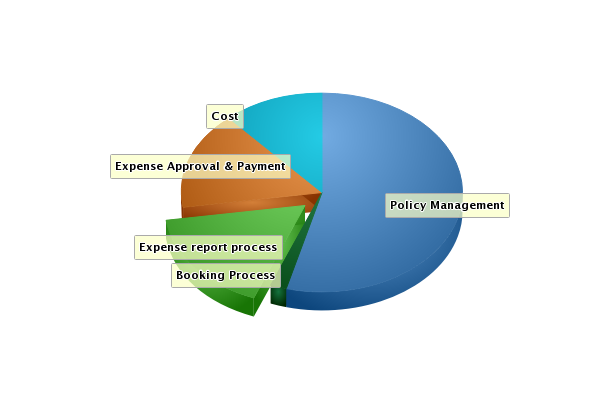 Cost
Expense Approval & Payment
Policy Management
Expense report process
Booking Process